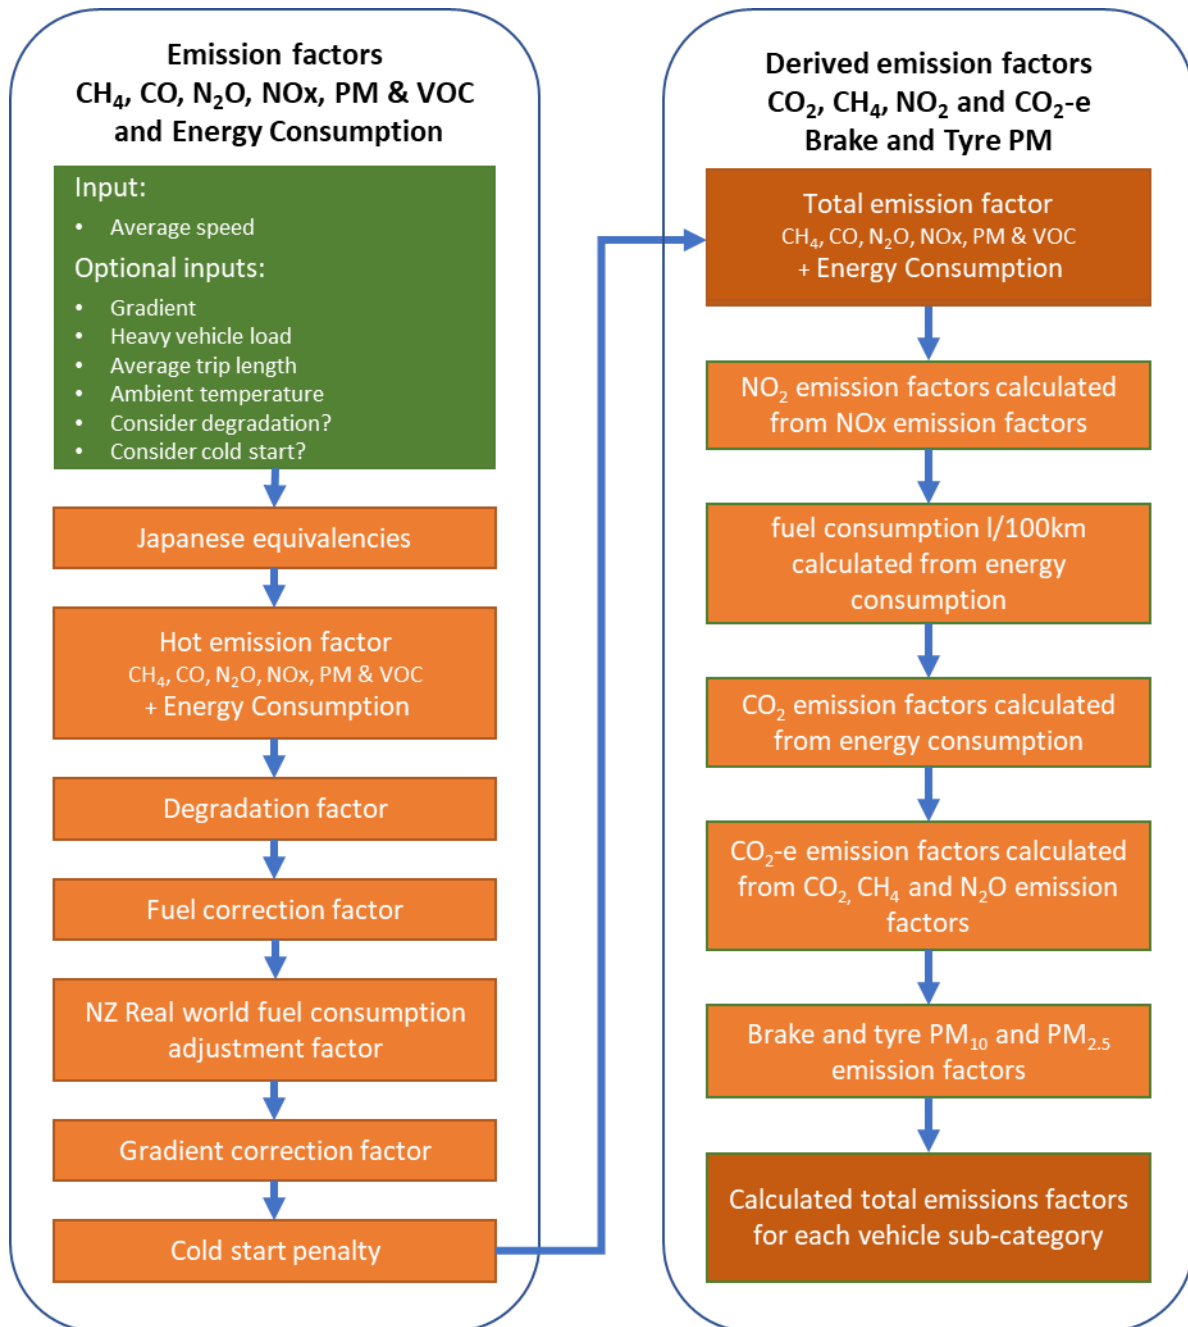 Emission factors
CH₄, CO, N₂O, NOx, PM & VOC
and Energy Consumption
Input:
• Average speed
Optional inputs:
• Gradient
• Heavy vehicle load
• Average trip length
• Ambient temperature
• Consider degradation?
• Consider cold start?
Japanese equivalencies
Hot emission factor
CH₄, CO, N₂O, NOx, PM & VOC
+ Energy Consumption
Degradation factor
Fuel correction factor
NZ Real world fuel consumption
adjustment factor
Gradient correction factor
Cold start penalty
Derived emission factors
CO₂, CH₄, NO₂ and CO₂-e
Brake and Tyre PM
Total emission factor
CH₄, CO, N₂O, NOx, PM & VOC
+ Energy Consumption
NO₂ emission factors calculated
from NOx emission factors
fuel consumption l/100km
calculated from energy
consumption
CO₂ emission factors calculated
from energy consumption
CO₂-e emission factors calculated
from CO₂, CH₄ and N₂O emission
factors
Brake and tyre PM₁₀ and PM₂.₅
emission factors
Calculated total emissions factors
for each vehicle sub-category